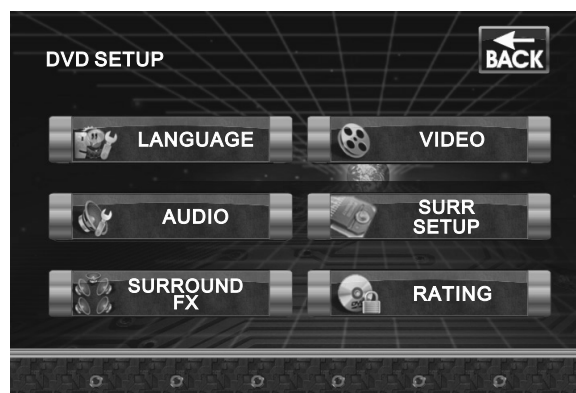 DVD SETUP
BACK
LANGUAGE
VIDEO
AUDIO
SURR
SETUP
SURROUND
FX
RATING